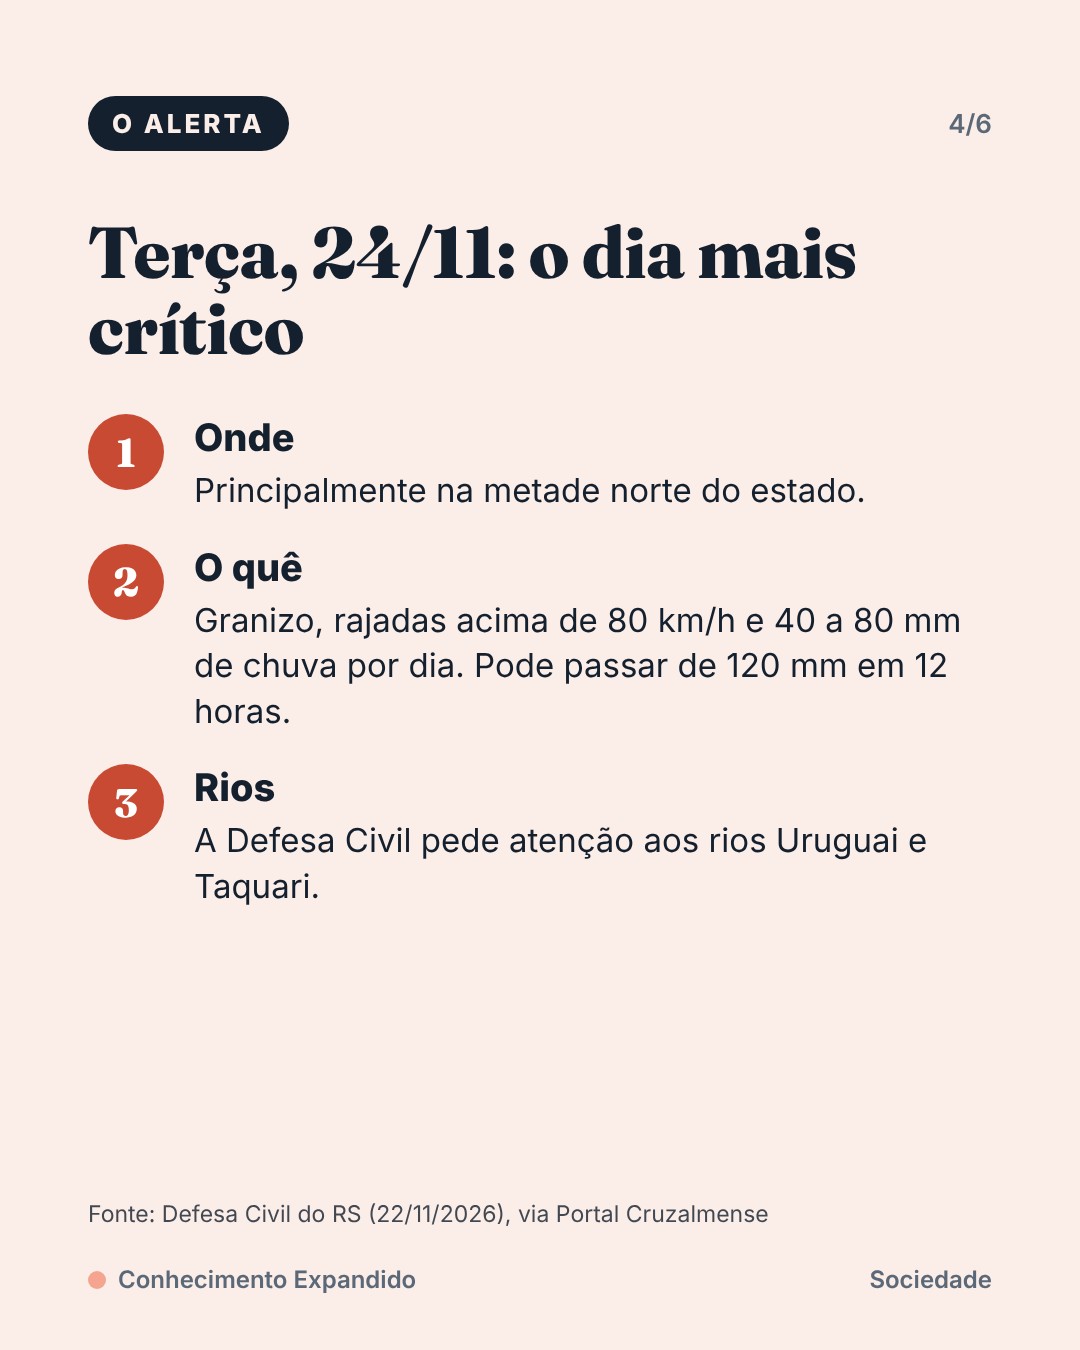 O ALERTA
4/6
Terça, 24/11: o dia mais
crítico
1
Onde
Principalmente na metade norte do estado.
2
O quê
Granizo, rajadas acima de 80 km/h e 40 a 80 mm
de chuva por dia. Pode passar de 120 mm em 12
horas.
3
Rios
A Defesa Civil pede atenção aos rios Uruguai e
Taquari.
Fonte: Defesa Civil do RS (22/11/2026), via Portal Cruzalmense
Conhecimento Expandido
Sociedade